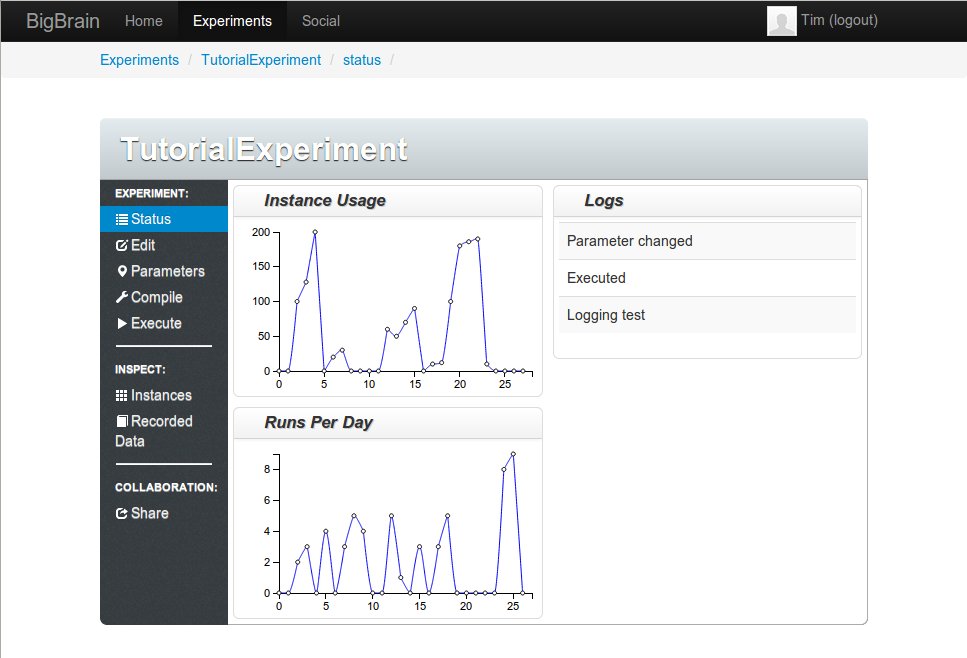 BigBrain Home Experiments Social Tim (logout)
Experiments / TutorialExperiment / status /
TutorialExperiment
EXPERIMENT:
Status
Edit
Parameters
Compile
Execute
INSPECT:
Instances
Recorded
Data
COLLABORATION:
Share
Instance Usage
200
150
100
50
0
0 5 10 15 20 25
Runs Per Day
8
6
4
2
0
0 5 10 15 20 25
Logs
Parameter changed
Executed
Logging test